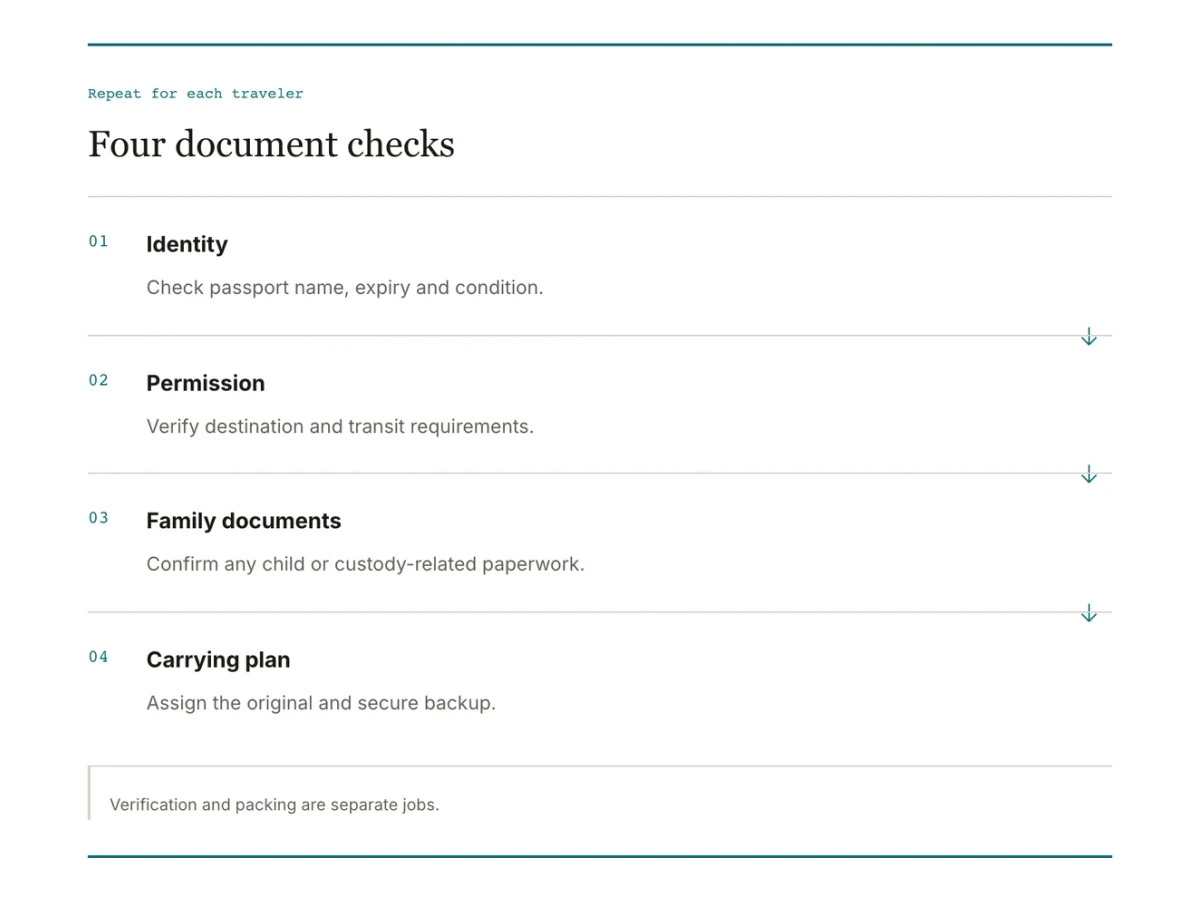 Repeat for each traveler
Four document checks
01
Identity
Check passport name, expiry and condition.
02
Permission
Verify destination and transit requirements.
03
Family documents
Confirm any child or custody-related paperwork.
04
Carrying plan
Assign the original and secure backup.
Verification and packing are separate jobs.